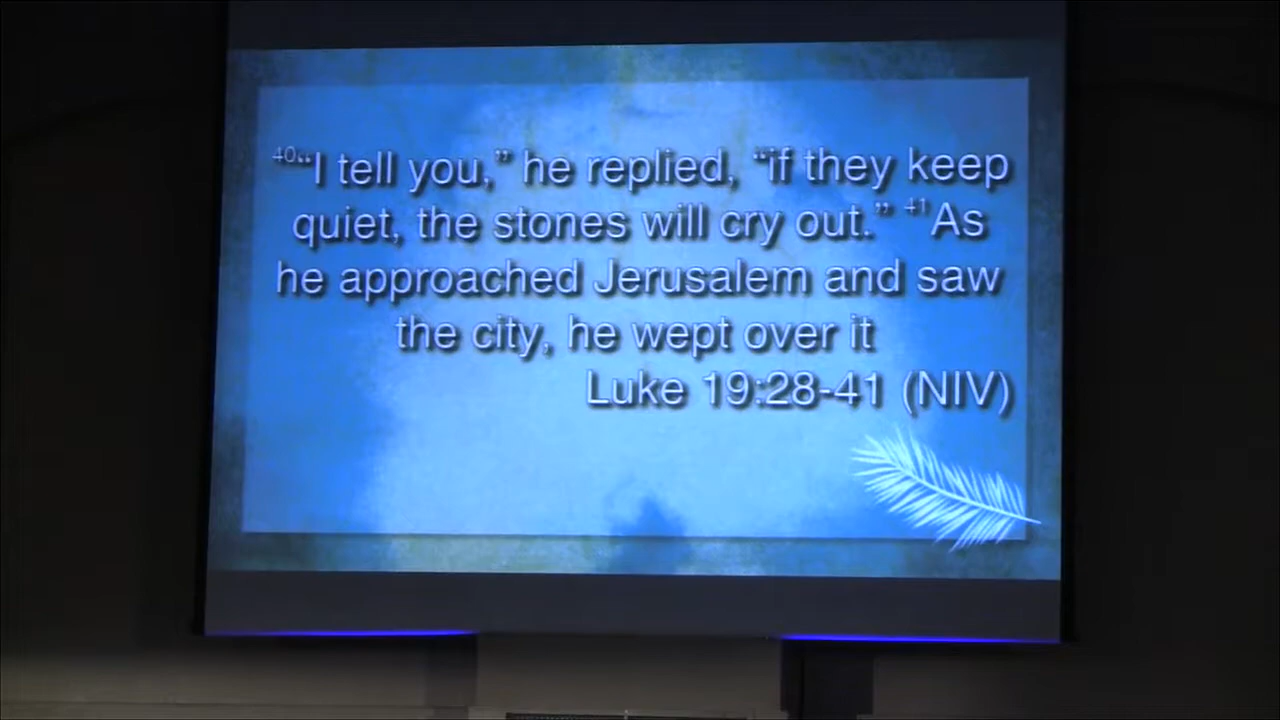 ⁴⁰“I tell you,” he replied, “if they keep
quiet, the stones will cry out.” ⁴¹As
he approached Jerusalem and saw
the city, he wept over it
Luke 19:28-41 (NIV)